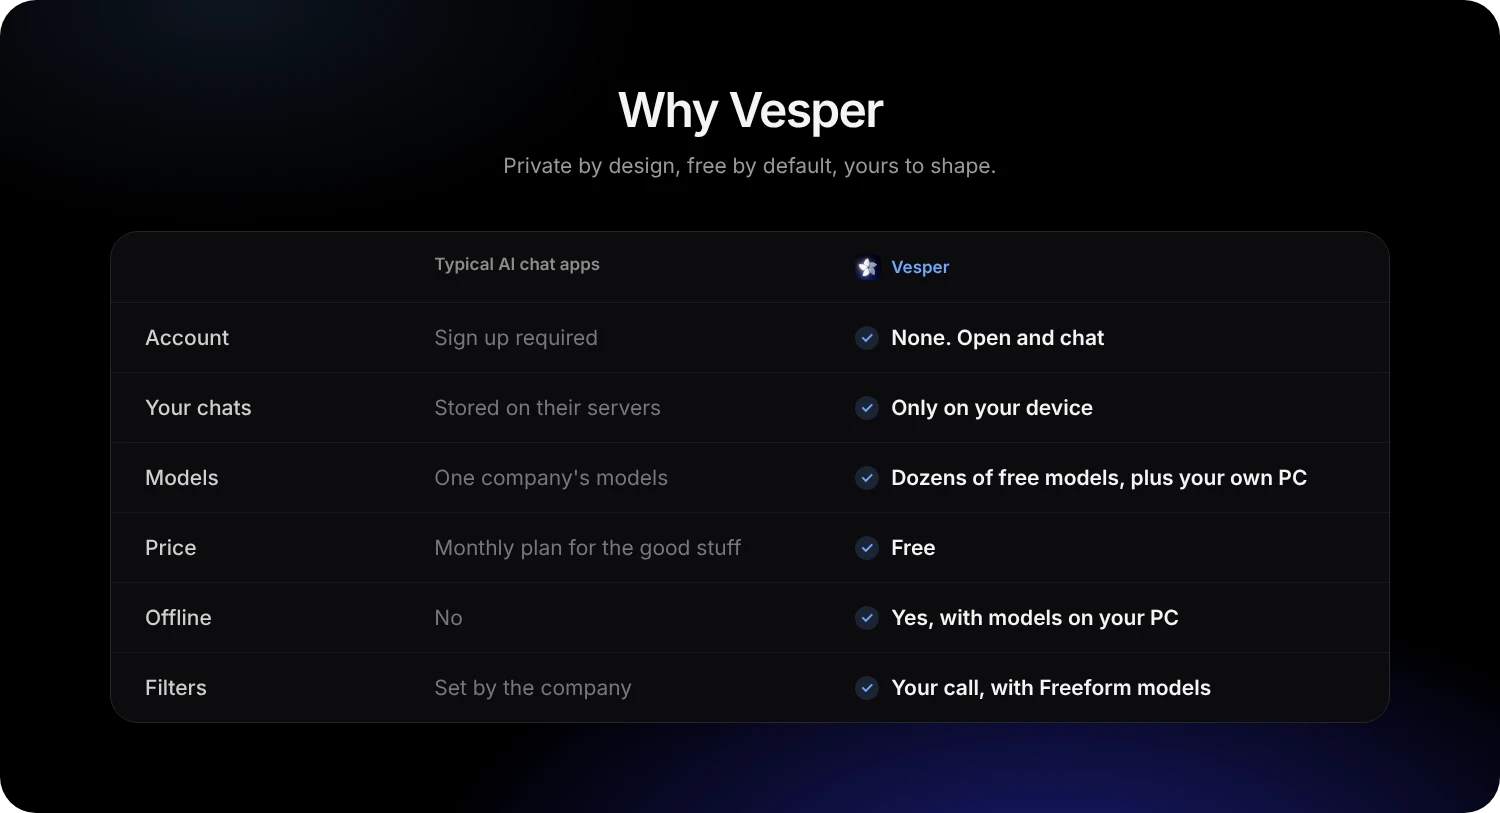 Why Vesper
Private by design, free by default, yours to shape.
Typical AI chat apps
Vesper
Account
Sign up required
None. Open and chat
Your chats
Stored on their servers
Only on your device
Models
One company's models
Dozens of free models, plus your own PC
Price
Monthly plan for the good stuff
Free
Offline
No
Yes, with models on your PC
Filters
Set by the company
Your call, with Freeform models